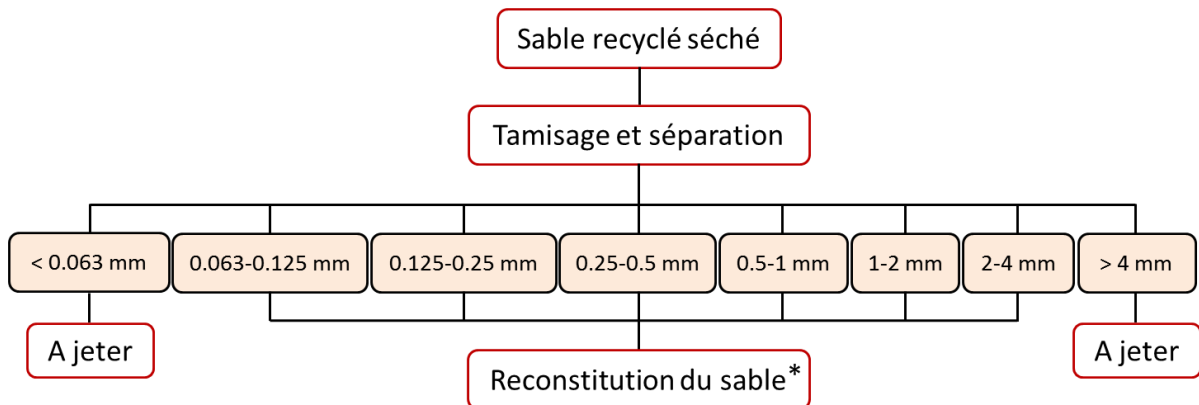 Sable recyclé séché
Tamisage et séparation
< 0.063 mm
0.063-0.125 mm
0.125-0.25 mm
0.25-0.5 mm
0.5-1 mm
1-2 mm
2-4 mm
> 4 mm
A jeter
Reconstitution du sable*
A jeter